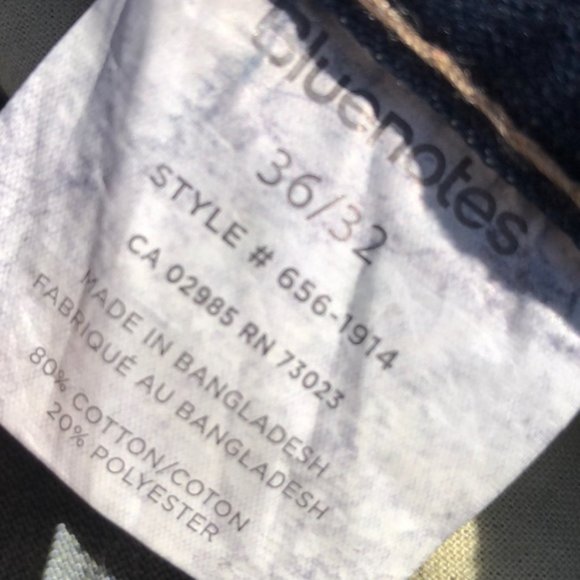 Bluenotes
36/32
STYLE # 656-1914
CA 02985 RN 73023
MADE IN BANGLADESH
FABRIQUÉ AU BANGLADESH
80% COTTON/COTON
20% POLYESTER